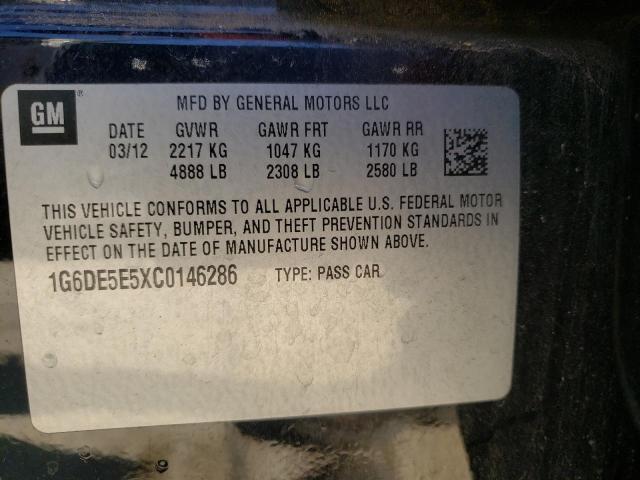 GM ®
MFD BY GENERAL MOTORS LLC
DATE GVWR GAWR FRT GAWR RR
03/12 2217 KG 1047 KG 1170 KG
4888 LB 2308 LB 2580 LB
THIS VEHICLE CONFORMS TO ALL APPLICABLE U.S. FEDERAL MOTOR
VEHICLE SAFETY, BUMPER, AND THEFT PREVENTION STANDARDS IN
EFFECT ON THE DATE OF MANUFACTURE SHOWN ABOVE.
1G6DE5E5XC0146286 TYPE: PASS CAR